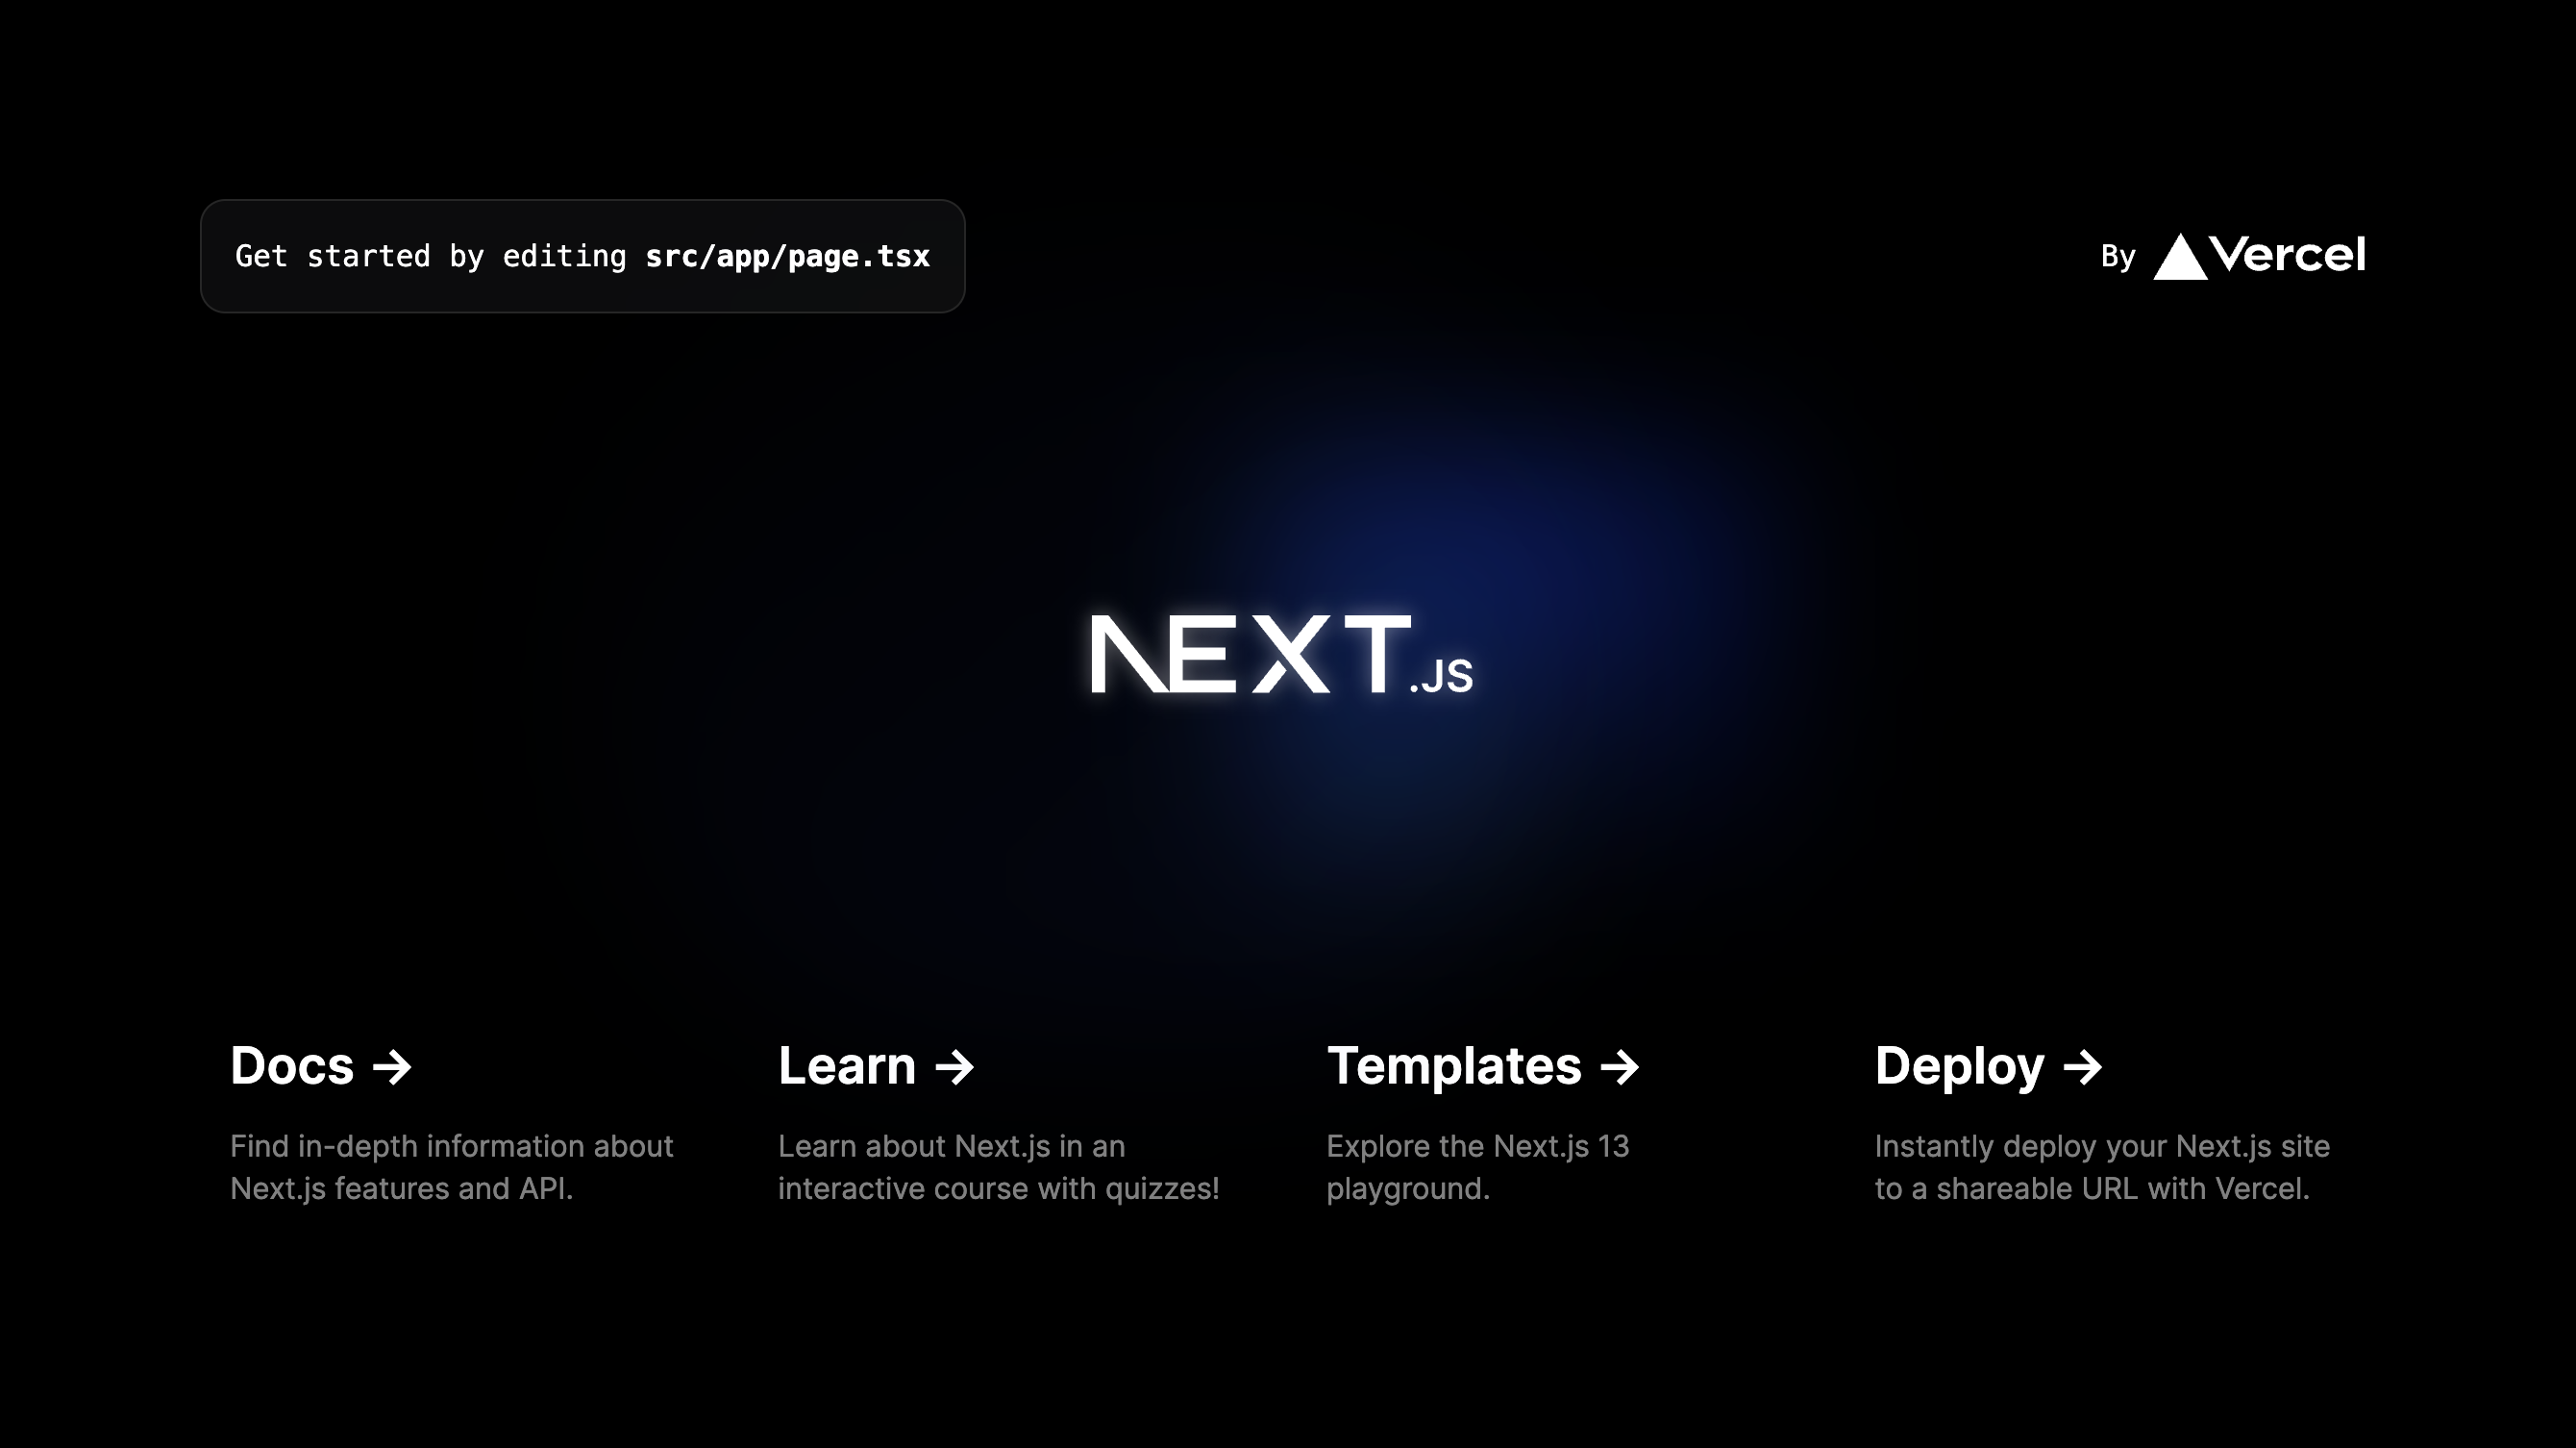 Get started by editing src/app/page.tsx
By Vercel
NEXT.JS
Docs →
Find in-depth information about
Next.js features and API.
Learn →
Learn about Next.js in an
interactive course with quizzes!
Templates →
Explore the Next.js 13
playground.
Deploy →
Instantly deploy your Next.js site
to a shareable URL with Vercel.